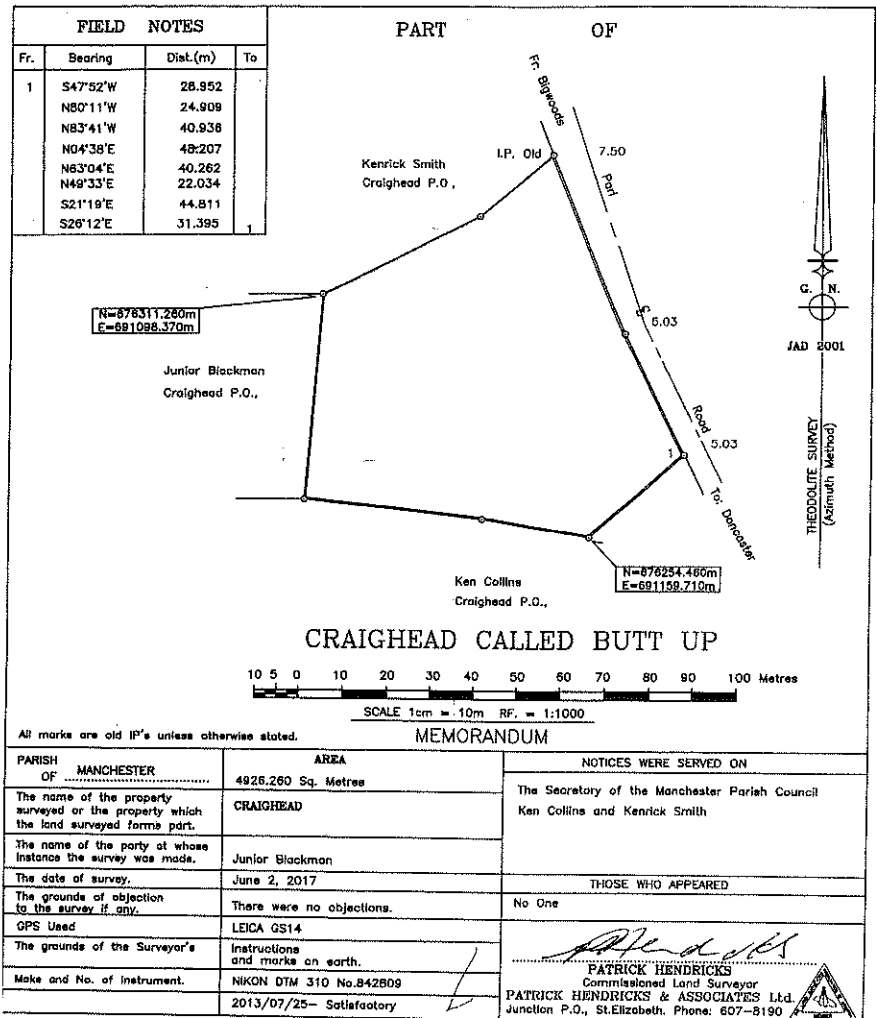 FIELD NOTES
Fr. Bearing Dist.(m) To
1 S47°52'W 28.952
N80°11'W 24.909
N83°41'W 40.936
N04°38'E 48.207
N63°04'E 40.262
N49°33'E 22.034
S21°19'E 44.811
S26°12'E 31.395 1
PART OF
Fr. Bigwoods
I.P. Old
7.50
Part
Kenrick Smith
Craighead P.O,
N=676311.260m
E=691098.370m
G. N.
JAD 2001
6.03
Junior Blackman
Craighead P.O.,
Road
5.03
1
To: Doncaster
THEODOLITE SURVEY
(Azimuth Method)
N=676254.460m
E=691159.710m
Ken Collins
Craighead P.O.,
CRAIGHEAD CALLED BUTT UP
10 5 0 10 20 30 40 50 60 70 80 90 100 Metres
SCALE 1cm = 10m RF. = 1:1000
All marks are old IP's unless otherwise stated.
MEMORANDUM
PARISH OF MANCHESTER
AREA
4926.260 Sq. Metres
NOTICES WERE SERVED ON
The Secretary of the Manchester Parish Council
Ken Collins and Kenrick Smith
The name of the property
surveyed or the property which
the land surveyed forms part.
CRAIGHEAD
The name of the party at whose
instance the survey was made.
Junior Blackman
The date of survey.
June 2, 2017
THOSE WHO APPEARED
No One
The grounds of objection
to the survey if any.
There were no objections.
GPS Used
LEICA GS14
The grounds of the Surveyor's
Instructions
and marks on earth.
Make and No. of Instrument.
NIKON DTM 310 No.842809
2013/07/25- Satisfactory
PATRICK HENDRICKS
Commissioned Land Surveyor
PATRICK HENDRICKS & ASSOCIATES Ltd.
Junction P.O., St.Elizabeth. Phone: 607-8190